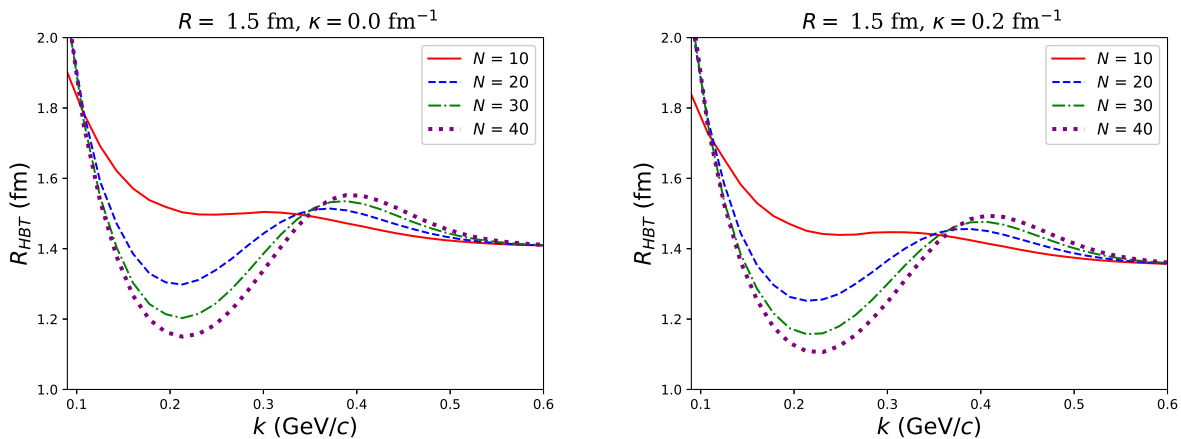 R = 1.5 fm, κ = 0.0 fm⁻¹
2.0
1.8
1.6
1.4
1.2
1.0
R_HBT (fm)
N = 10
N = 20
N = 30
N = 40
0.1 0.2 0.3 0.4 0.5 0.6
k (GeV/c)
R = 1.5 fm, κ = 0.2 fm⁻¹
2.0
1.8
1.6
1.4
1.2
1.0
R_HBT (fm)
N = 10
N = 20
N = 30
N = 40
0.1 0.2 0.3 0.4 0.5 0.6
k (GeV/c)